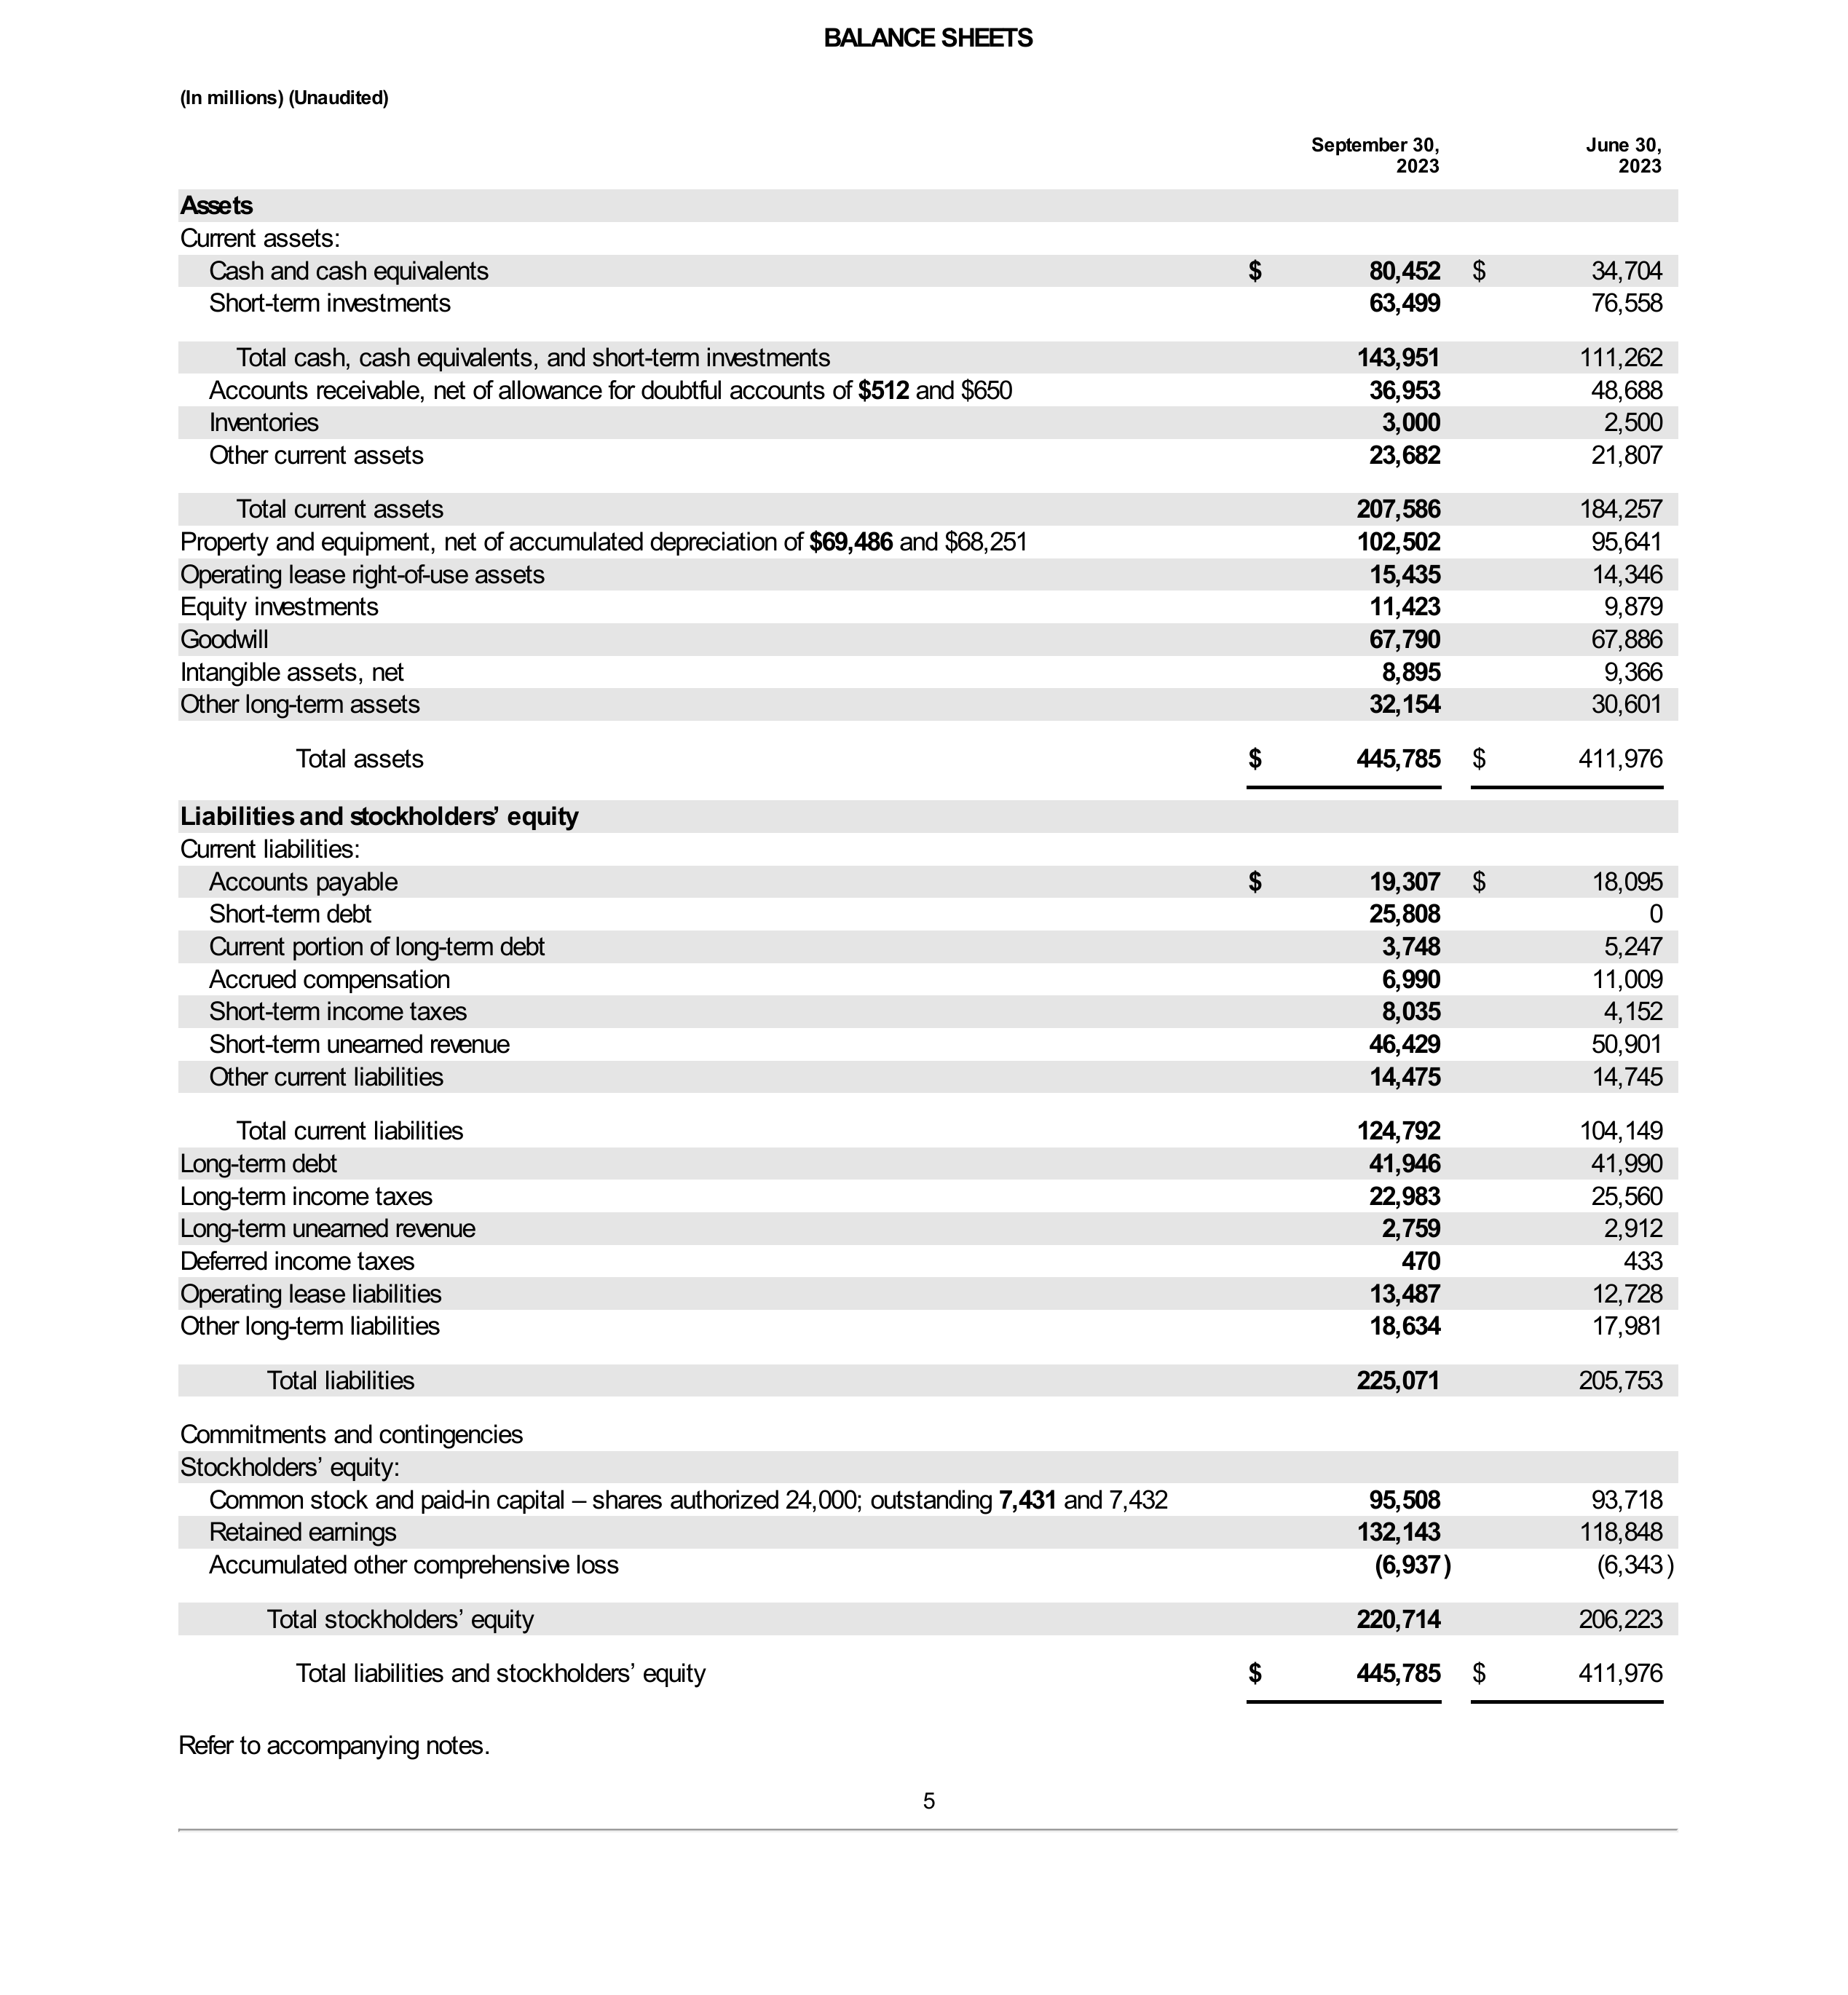 BALANCE SHEETS
(In millions) (Unaudited)
September 30, 2023 June 30, 2023
Assets
Current assets:
Cash and cash equivalents $ 80,452 $ 34,704
Short-term investments 63,499 76,558
Total cash, cash equivalents, and short-term investments 143,951 111,262
Accounts receivable, net of allowance for doubtful accounts of $512 and $650 36,953 48,688
Inventories 3,000 2,500
Other current assets 23,682 21,807
Total current assets 207,586 184,257
Property and equipment, net of accumulated depreciation of $69,486 and $68,251 102,502 95,641
Operating lease right-of-use assets 15,435 14,346
Equity investments 11,423 9,879
Goodwill 67,790 67,886
Intangible assets, net 8,895 9,366
Other long-term assets 32,154 30,601
Total assets $ 445,785 $ 411,976
Liabilities and stockholders’ equity
Current liabilities:
Accounts payable $ 19,307 $ 18,095
Short-term debt 25,808 0
Current portion of long-term debt 3,748 5,247
Accrued compensation 6,990 11,009
Short-term income taxes 8,035 4,152
Short-term unearned revenue 46,429 50,901
Other current liabilities 14,475 14,745
Total current liabilities 124,792 104,149
Long-term debt 41,946 41,990
Long-term income taxes 22,983 25,560
Long-term unearned revenue 2,759 2,912
Deferred income taxes 470 433
Operating lease liabilities 13,487 12,728
Other long-term liabilities 18,634 17,981
Total liabilities 225,071 205,753
Commitments and contingencies
Stockholders’ equity:
Common stock and paid-in capital – shares authorized 24,000; outstanding 7,431 and 7,432 95,508 93,718
Retained earnings 132,143 118,848
Accumulated other comprehensive loss (6,937) (6,343)
Total stockholders’ equity 220,714 206,223
Total liabilities and stockholders’ equity $ 445,785 $ 411,976
Refer to accompanying notes.
5